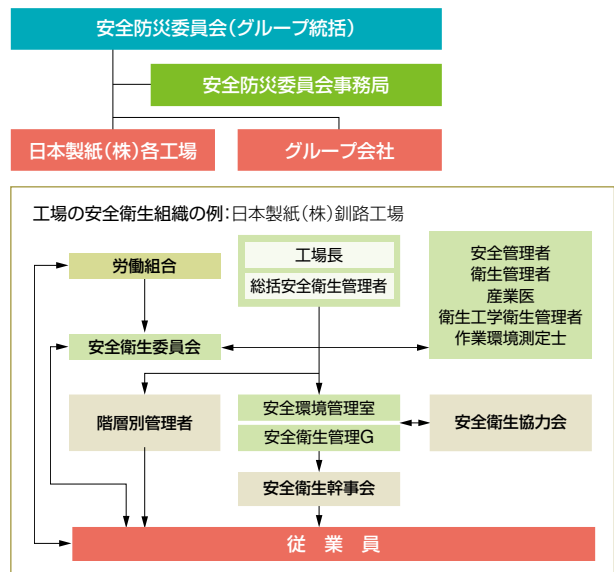 安全防災委員会(グループ統括)
安全防災委員会事務局
日本製紙(株)各工場
グループ会社
工場の安全衛生組織の例:日本製紙(株)釧路工場
労働組合
工場長
総括安全衛生管理者
安全管理者
衛生管理者
産業医
衛生工学衛生管理者
作業環境測定士
安全衛生委員会
階層別管理者
安全環境管理室
安全衛生管理G
安全衛生協力会
安全衛生幹事会
従 業 員